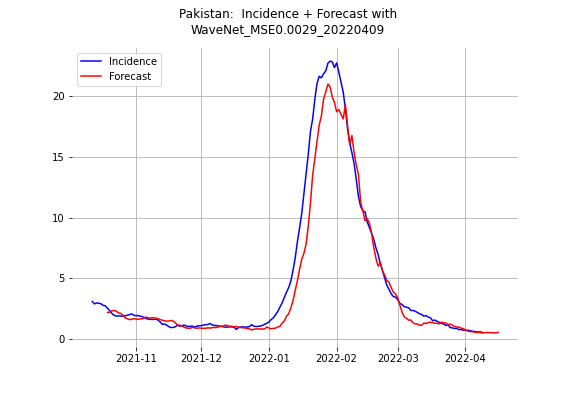 Pakistan:  Incidence + Forecast with
WaveNet_MSE0.0029_20220409
Incidence
Forecast
20
15
10
5
0
2021-11
2021-12
2022-01
2022-02
2022-03
2022-04